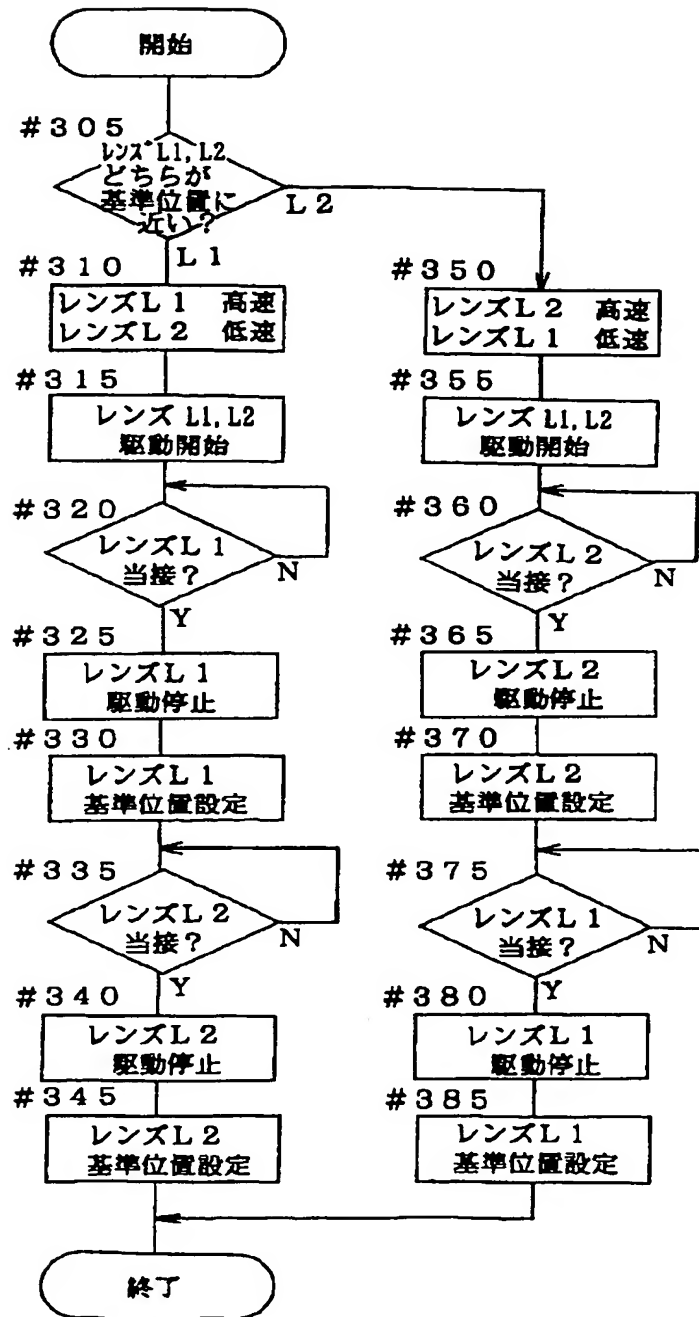 開始
#305
レンズL1,L2
どちらが
基準位置に
近い?
L2
L1
#310
レンズL1 高速
レンズL2 低速
#315
レンズ L1,L2
駆動開始
#320
レンズL1
当接?
N
Y
#325
レンズL1
駆動停止
#330
レンズL1
基準位置設定
#335
レンズL2
当接?
N
Y
#340
レンズL2
駆動停止
#345
レンズL2
基準位置設定
#350
レンズL2 高速
レンズL1 低速
#355
レンズ L1,L2
駆動開始
#360
レンズL2
当接?
N
Y
#365
レンズL2
駆動停止
#370
レンズL2
基準位置設定
#375
レンズL1
当接?
N
Y
#380
レンズL1
駆動停止
#385
レンズL1
基準位置設定
終了